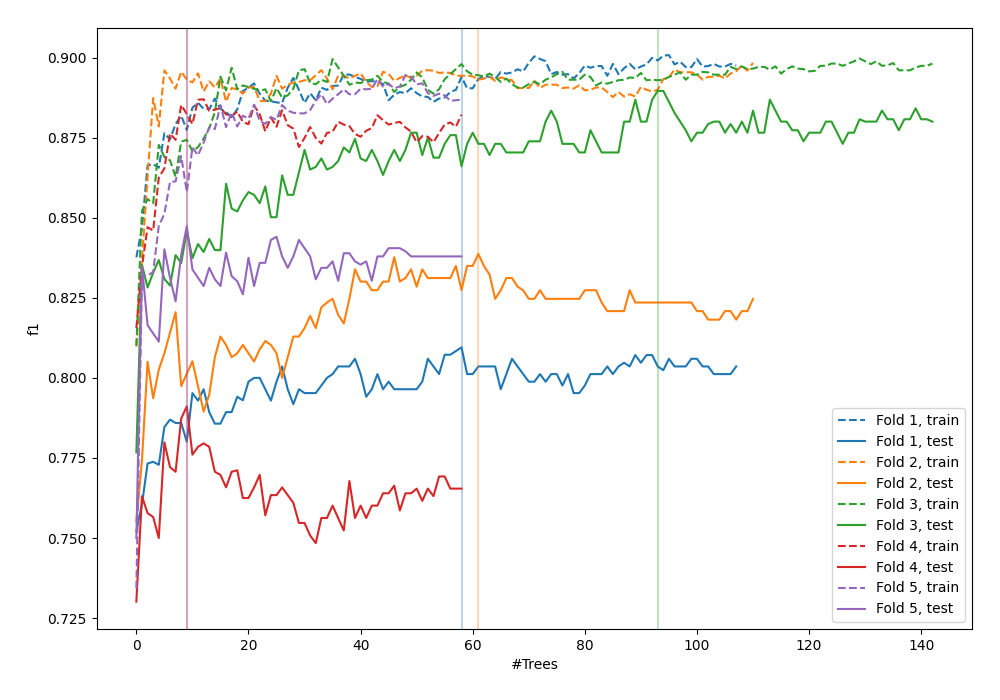 0.900
0.875
0.850
0.825
0.800
0.775
0.750
0.725
f1
0 20 40 60 80 100 120 140
#Trees
Fold 1, train
Fold 1, test
Fold 2, train
Fold 2, test
Fold 3, train
Fold 3, test
Fold 4, train
Fold 4, test
Fold 5, train
Fold 5, test